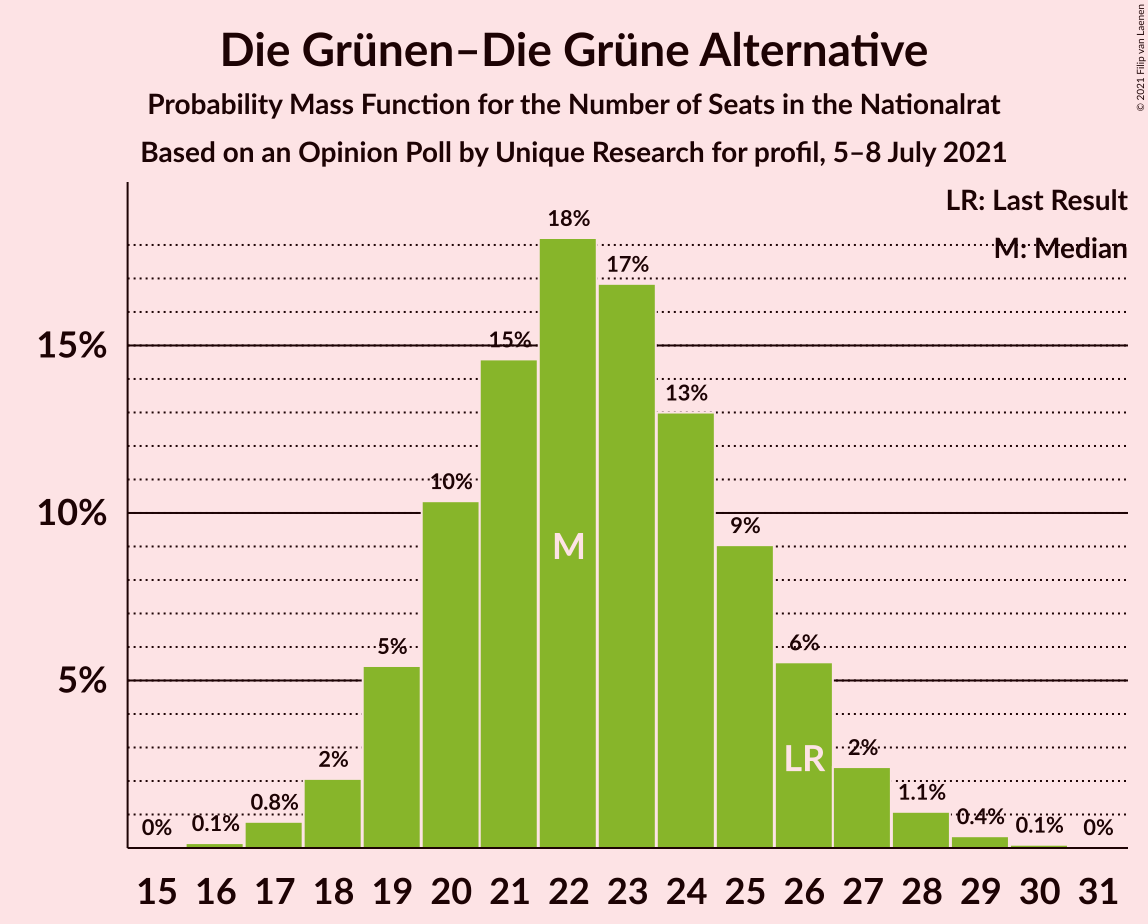 Die Grünen–Die Grüne Alternative
Probability Mass Function for the Number of Seats in the Nationalrat
Based on an Opinion Poll by Unique Research for profil, 5–8 July 2021
© 2021 Filip van Laenen
LR: Last Result
M: Median
15%
10%
5%
0%
0.1%
0.8%
2%
5%
10%
15%
18%
17%
13%
9%
6%
2%
1.1%
0.4%
0.1%
0%
M
LR
15 16 17 18 19 20 21 22 23 24 25 26 27 28 29 30 31